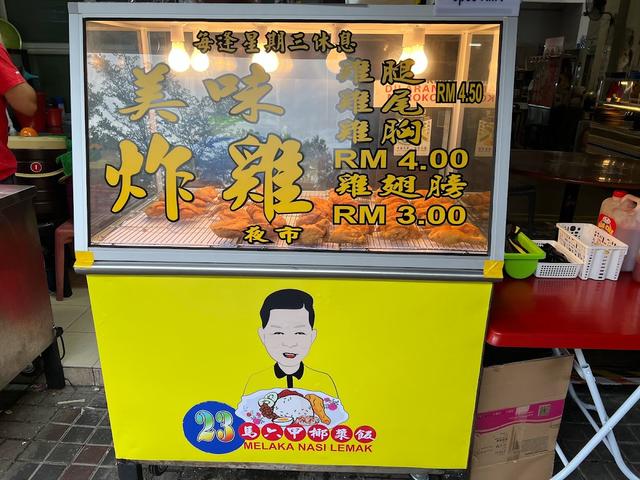 每逢星期三休息
美味
炸雞
夜市
雞腿
雞尾 RM 4.50
雞胸
RM 4.00
雞翅膀
RM 3.00
23
馬六甲椰漿飯
MELAKA NASI LEMAK